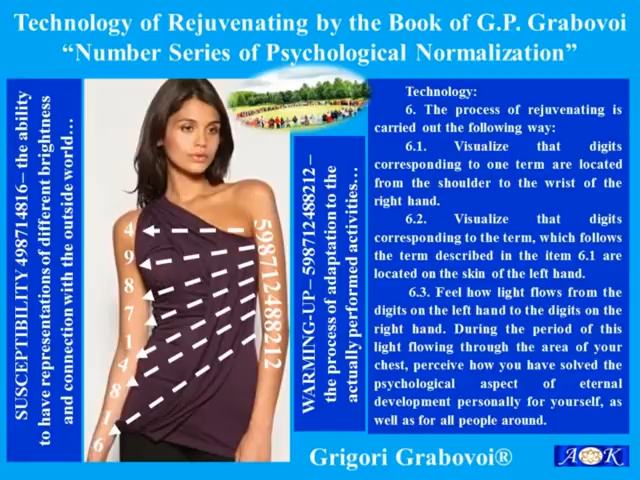 Technology of Rejuvenating by the Book of G.P. Grabovoi
“Number Series of Psychological Normalization”
SUSCEPTIBILITY 498714816 – the ability
to have representations of different brightness
and connection with the outside world…
4
9
8
7
1
4
8
1
6
598712488212
WARMING-UP – 598712488212 –
the process of adaptation to the
actually performed activities…
Technology:
6. The process of rejuvenating is
carried out the following way:
6.1. Visualize that digits
corresponding to one term are located
from the shoulder to the wrist of the
right hand.
6.2. Visualize that digits
corresponding to the term, which follows
the term described in the item 6.1 are
located on the skin of the left hand.
6.3. Feel how light flows from the
digits on the left hand to the digits on the
right hand. During the period of this
light flowing through the area of your
chest, perceive how you have solved the
psychological aspect of eternal
development personally for yourself, as
well as for all people around.
Grigori Grabovoi®
A K